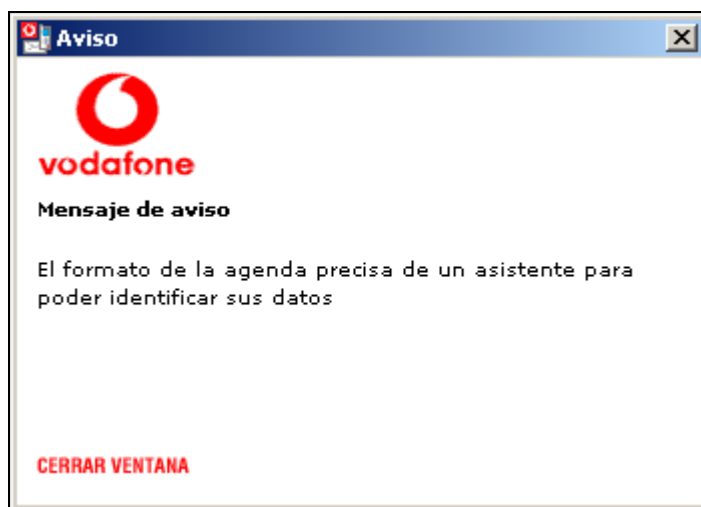 Aviso
vodafone
Mensaje de aviso
El formato de la agenda precisa de un asistente para
poder identificar sus datos
CERRAR VENTANA